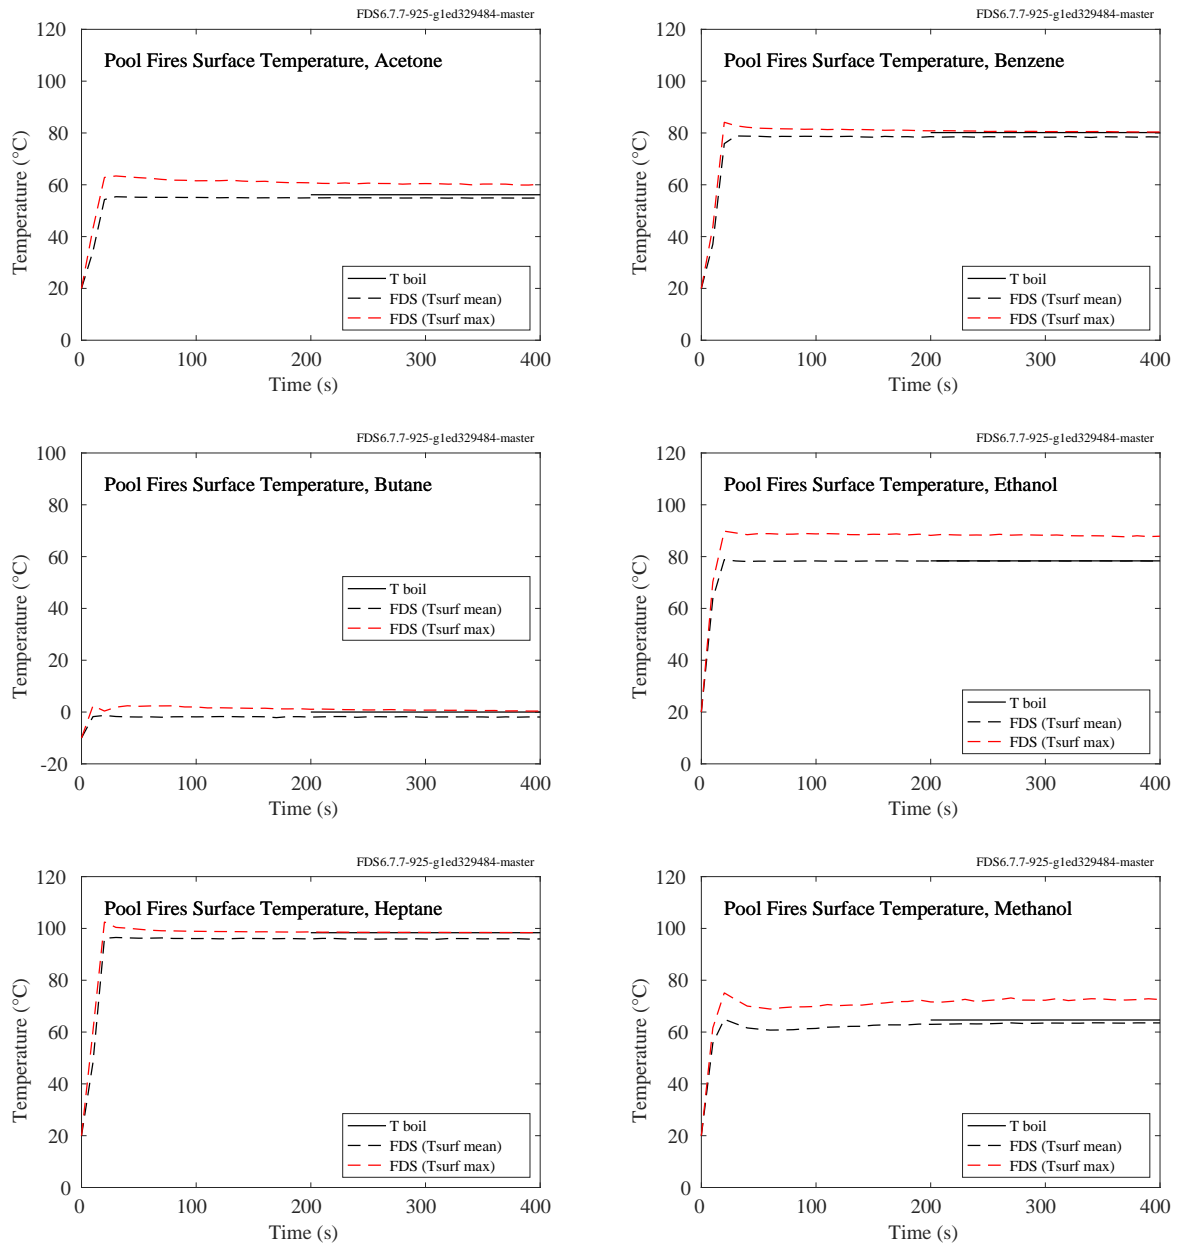 FDS6.7.7-925-g1ed329484-master
Pool Fires Surface Temperature, Acetone
120
100
80
60
40
20
0
Temperature (°C)
T boil
FDS (Tsurf mean)
FDS (Tsurf max)
0 100 200 300 400
Time (s)
FDS6.7.7-925-g1ed329484-master
Pool Fires Surface Temperature, Benzene
120
100
80
60
40
20
0
Temperature (°C)
T boil
FDS (Tsurf mean)
FDS (Tsurf max)
0 100 200 300 400
Time (s)
FDS6.7.7-925-g1ed329484-master
Pool Fires Surface Temperature, Butane
100
80
60
40
20
0
-20
Temperature (°C)
T boil
FDS (Tsurf mean)
FDS (Tsurf max)
0 100 200 300 400
Time (s)
FDS6.7.7-925-g1ed329484-master
Pool Fires Surface Temperature, Ethanol
120
100
80
60
40
20
0
Temperature (°C)
T boil
FDS (Tsurf mean)
FDS (Tsurf max)
0 100 200 300 400
Time (s)
FDS6.7.7-925-g1ed329484-master
Pool Fires Surface Temperature, Heptane
120
100
80
60
40
20
0
Temperature (°C)
T boil
FDS (Tsurf mean)
FDS (Tsurf max)
0 100 200 300 400
Time (s)
FDS6.7.7-925-g1ed329484-master
Pool Fires Surface Temperature, Methanol
120
100
80
60
40
20
0
Temperature (°C)
T boil
FDS (Tsurf mean)
FDS (Tsurf max)
0 100 200 300 400
Time (s)